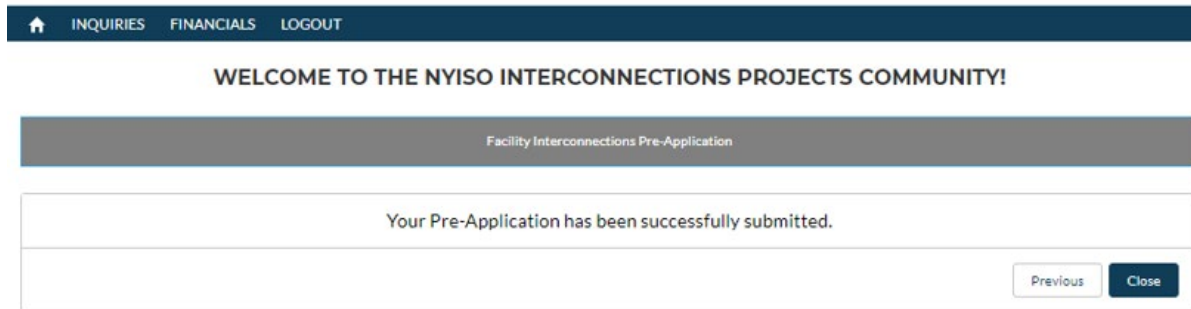 INQUIRIES FINANCIALS LOGOUT
WELCOME TO THE NYISO INTERCONNECTIONS PROJECTS COMMUNITY!
Facility Interconnections Pre-Application
Your Pre-Application has been successfully submitted.
Previous Close